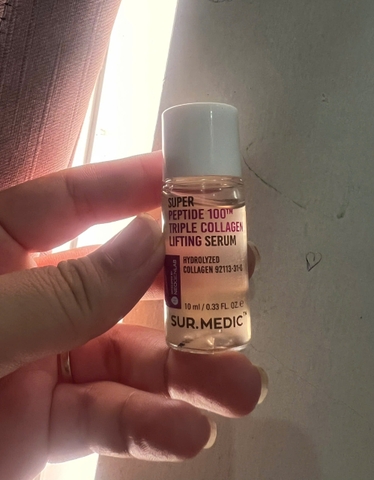 SUPER
PEPTIDE 100™
TRIPLE COLLAGEN
LIFTING SERUM
HYDROLYZED
COLLAGEN 92113-31-0
10 ml / 0.33 FL. OZ. e
SUR.MEDIC™